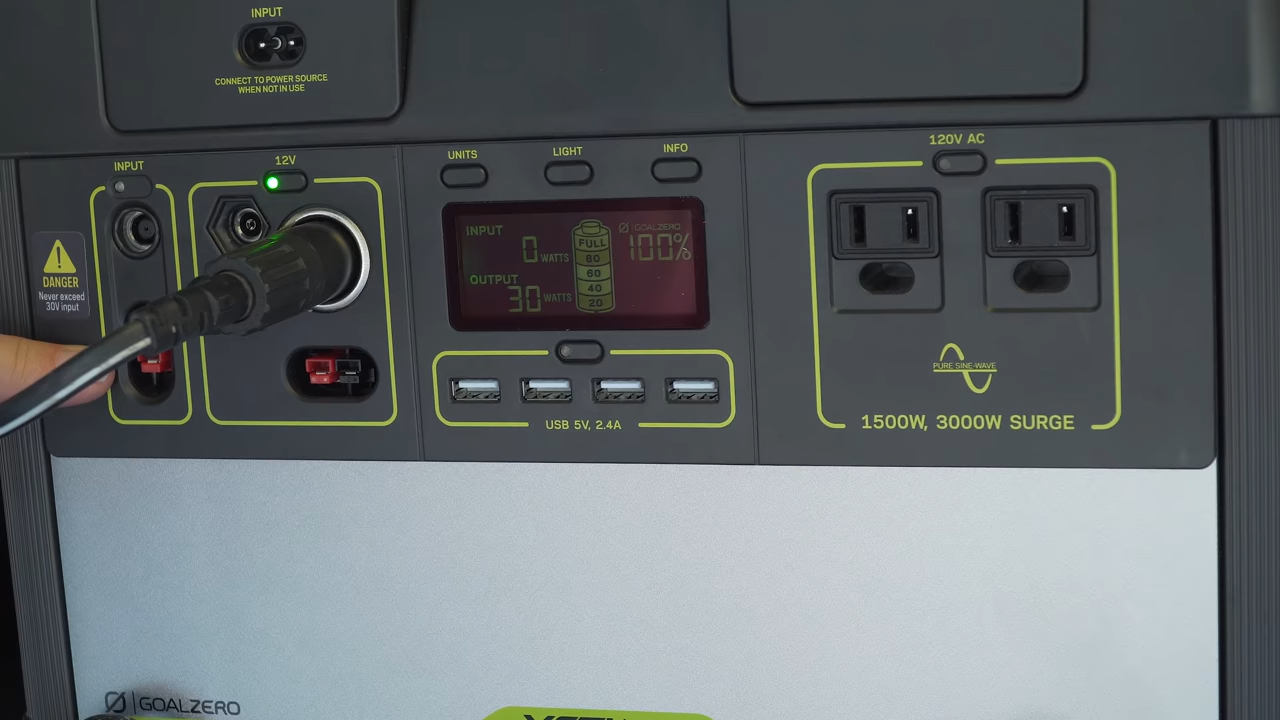 INPUT
CONNECT TO POWER SOURCE
WHEN NOT IN USE
INPUT
12V
UNITS
LIGHT
INFO
120V AC
DANGER
Never exceed
30V input
INPUT
0 WATTS
OUTPUT
30 WATTS
FULL
80
60
40
20
GOALZERO
100%
USB 5V, 2.4A
PURE SINE-WAVE
1500W, 3000W SURGE
GOALZERO